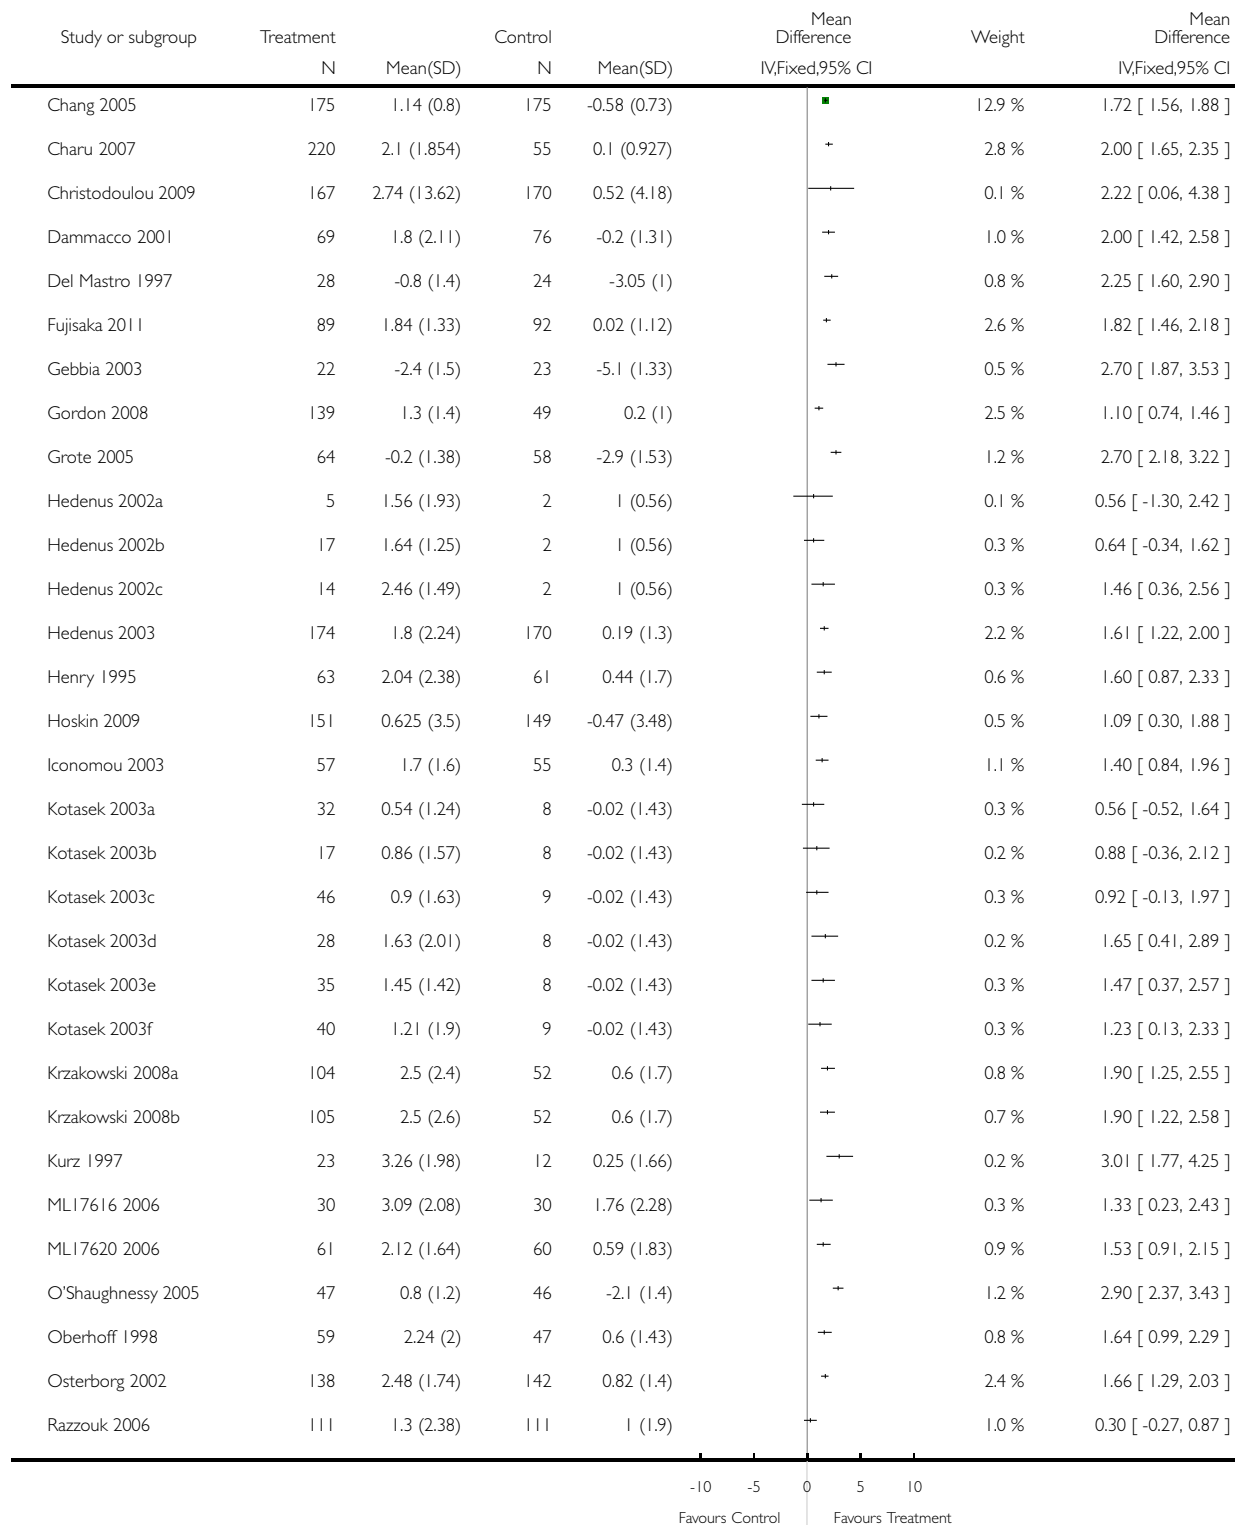 Mean Mean
Study or subgroup Treatment Control Difference Weight Difference
N Mean(SD) N Mean(SD) IV,Fixed,95% CI IV,Fixed,95% CI
Chang 2005 175 1.14 (0.8) 175 -0.58 (0.73) 12.9 % 1.72 [ 1.56, 1.88 ]
Charu 2007 220 2.1 (1.854) 55 0.1 (0.927) 2.8 % 2.00 [ 1.65, 2.35 ]
Christodoulou 2009 167 2.74 (13.62) 170 0.52 (4.18) 0.1 % 2.22 [ 0.06, 4.38 ]
Dammacco 2001 69 1.8 (2.11) 76 -0.2 (1.31) 1.0 % 2.00 [ 1.42, 2.58 ]
Del Mastro 1997 28 -0.8 (1.4) 24 -3.05 (1) 0.8 % 2.25 [ 1.60, 2.90 ]
Fujisaka 2011 89 1.84 (1.33) 92 0.02 (1.12) 2.6 % 1.82 [ 1.46, 2.18 ]
Gebbia 2003 22 -2.4 (1.5) 23 -5.1 (1.33) 0.5 % 2.70 [ 1.87, 3.53 ]
Gordon 2008 139 1.3 (1.4) 49 0.2 (1) 2.5 % 1.10 [ 0.74, 1.46 ]
Grote 2005 64 -0.2 (1.38) 58 -2.9 (1.53) 1.2 % 2.70 [ 2.18, 3.22 ]
Hedenus 2002a 5 1.56 (1.93) 2 1 (0.56) 0.1 % 0.56 [ -1.30, 2.42 ]
Hedenus 2002b 17 1.64 (1.25) 2 1 (0.56) 0.3 % 0.64 [ -0.34, 1.62 ]
Hedenus 2002c 14 2.46 (1.49) 2 1 (0.56) 0.3 % 1.46 [ 0.36, 2.56 ]
Hedenus 2003 174 1.8 (2.24) 170 0.19 (1.3) 2.2 % 1.61 [ 1.22, 2.00 ]
Henry 1995 63 2.04 (2.38) 61 0.44 (1.7) 0.6 % 1.60 [ 0.87, 2.33 ]
Hoskin 2009 151 0.625 (3.5) 149 -0.47 (3.48) 0.5 % 1.09 [ 0.30, 1.88 ]
Iconomou 2003 57 1.7 (1.6) 55 0.3 (1.4) 1.1 % 1.40 [ 0.84, 1.96 ]
Kotasek 2003a 32 0.54 (1.24) 8 -0.02 (1.43) 0.3 % 0.56 [ -0.52, 1.64 ]
Kotasek 2003b 17 0.86 (1.57) 8 -0.02 (1.43) 0.2 % 0.88 [ -0.36, 2.12 ]
Kotasek 2003c 46 0.9 (1.63) 9 -0.02 (1.43) 0.3 % 0.92 [ -0.13, 1.97 ]
Kotasek 2003d 28 1.63 (2.01) 8 -0.02 (1.43) 0.2 % 1.65 [ 0.41, 2.89 ]
Kotasek 2003e 35 1.45 (1.42) 8 -0.02 (1.43) 0.3 % 1.47 [ 0.37, 2.57 ]
Kotasek 2003f 40 1.21 (1.9) 9 -0.02 (1.43) 0.3 % 1.23 [ 0.13, 2.33 ]
Krzakowski 2008a 104 2.5 (2.4) 52 0.6 (1.7) 0.8 % 1.90 [ 1.25, 2.55 ]
Krzakowski 2008b 105 2.5 (2.6) 52 0.6 (1.7) 0.7 % 1.90 [ 1.22, 2.58 ]
Kurz 1997 23 3.26 (1.98) 12 0.25 (1.66) 0.2 % 3.01 [ 1.77, 4.25 ]
ML17616 2006 30 3.09 (2.08) 30 1.76 (2.28) 0.3 % 1.33 [ 0.23, 2.43 ]
ML17620 2006 61 2.12 (1.64) 60 0.59 (1.83) 0.9 % 1.53 [ 0.91, 2.15 ]
O'Shaughnessy 2005 47 0.8 (1.2) 46 -2.1 (1.4) 1.2 % 2.90 [ 2.37, 3.43 ]
Oberhoff 1998 59 2.24 (2) 47 0.6 (1.43) 0.8 % 1.64 [ 0.99, 2.29 ]
Osterborg 2002 138 2.48 (1.74) 142 0.82 (1.4) 2.4 % 1.66 [ 1.29, 2.03 ]
Razzouk 2006 111 1.3 (2.38) 111 1 (1.9) 1.0 % 0.30 [ -0.27, 0.87 ]
-10 -5 0 5 10
Favours Control Favours Treatment